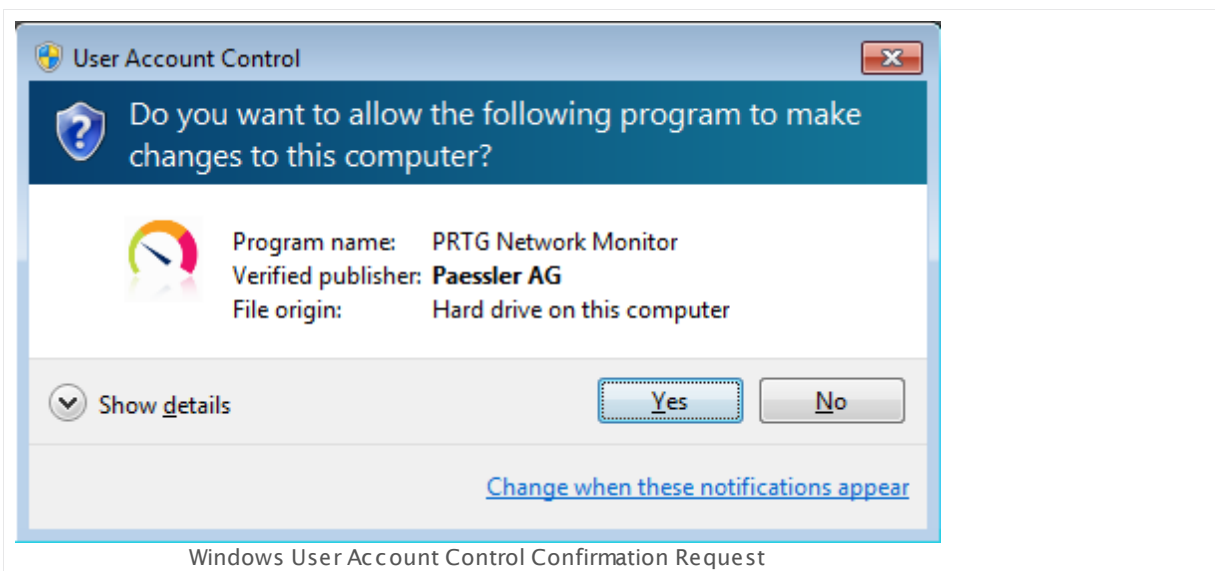 User Account Control
Do you want to allow the following program to make
changes to this computer?
Program name: PRTG Network Monitor
Verified publisher: Paessler AG
File origin: Hard drive on this computer
Show details
Yes No
Change when these notifications appear
Windows User Account Control Confirmation Request